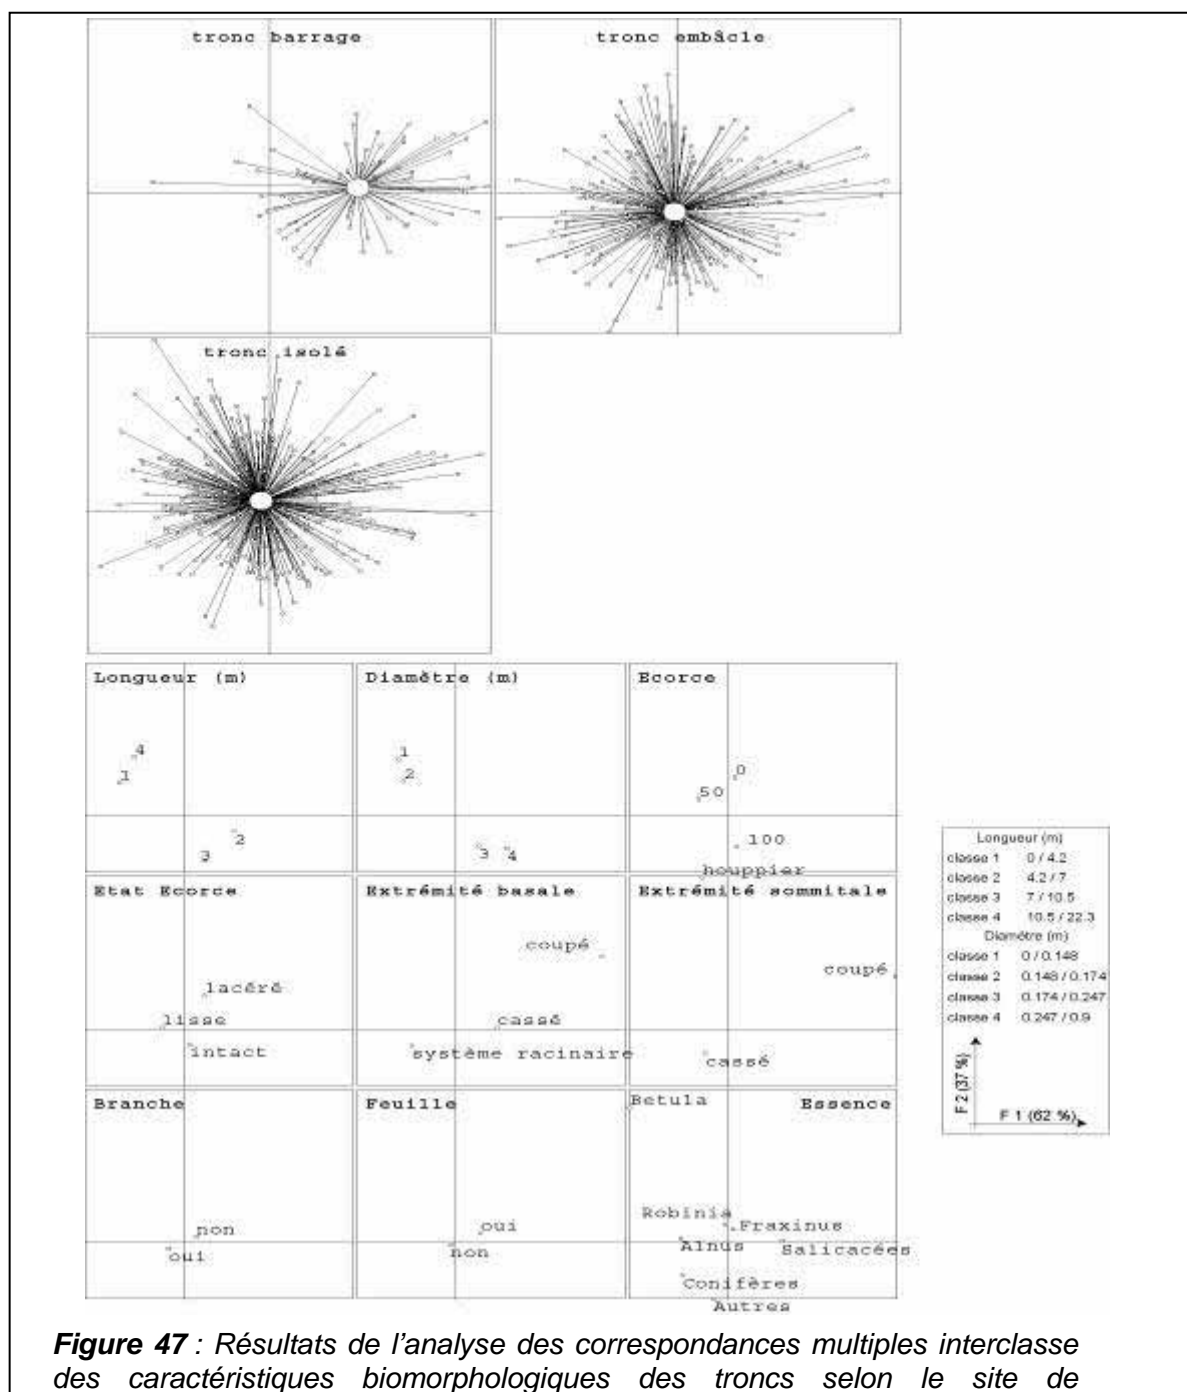 tronc barrage
tronc embâcle
tronc isolé
Longueur (m)
4
1
2
3
Diamètre (m)
1
2
3
4
Ecorce
0
50
100
houppier
Etat Ecorce
lacéré
lisse
intact
Extrémité basale
coupé
cassé
système racinaire
Extrémité sommitale
coupé
cassé
Branche
non
oui
Feuille
oui
non
Essence
Betula
Robinia
Fraxinus
Alnus
Salicacées
Conifères
Autres
Longueur (m)
classe 1 0 / 4.2
classe 2 4.2 / 7
classe 3 7 / 10.5
classe 4 10.5 / 22.3
Diamètre (m)
classe 1 0 / 0.148
classe 2 0.148 / 0.174
classe 3 0.174 / 0.247
classe 4 0.247 / 0.9
F 2 (37 %)
F 1 (62 %)
Figure 47 : Résultats de l'analyse des correspondances multiples interclasse
des caractéristiques biomorphologiques des troncs selon le site de